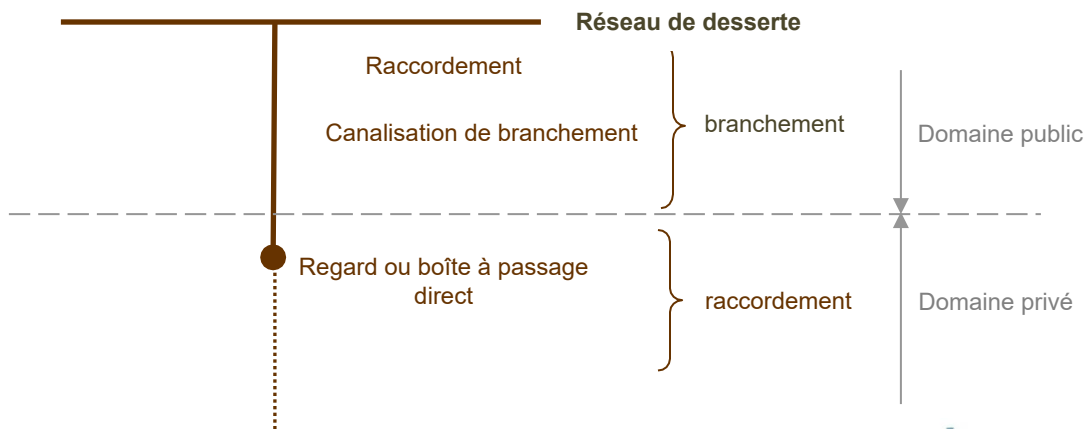 Réseau de desserte
Raccordement
Canalisation de branchement
branchement
Domaine public
Regard ou boîte à passage
direct
raccordement
Domaine privé